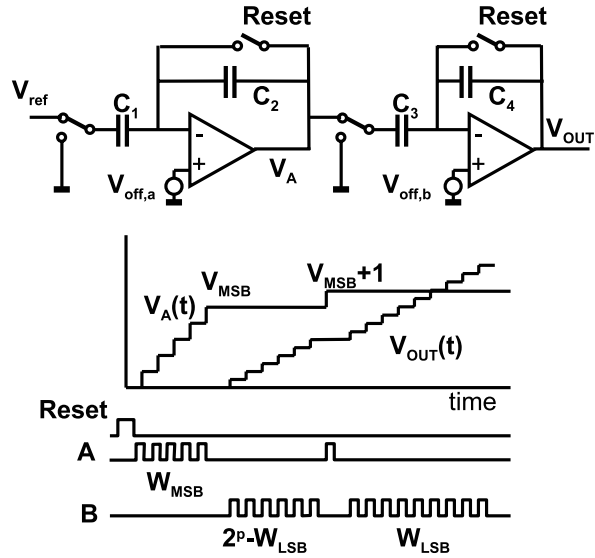 Reset
Reset
V_ref
C_1
C_2
C_3
C_4
-
+
-
+
V_A
V_OUT
V_off,a
V_off,b
V_MSB
V_MSB+1
V_A(t)
V_OUT(t)
time
Reset
A
W_MSB
B
2^p-W_LSB
W_LSB